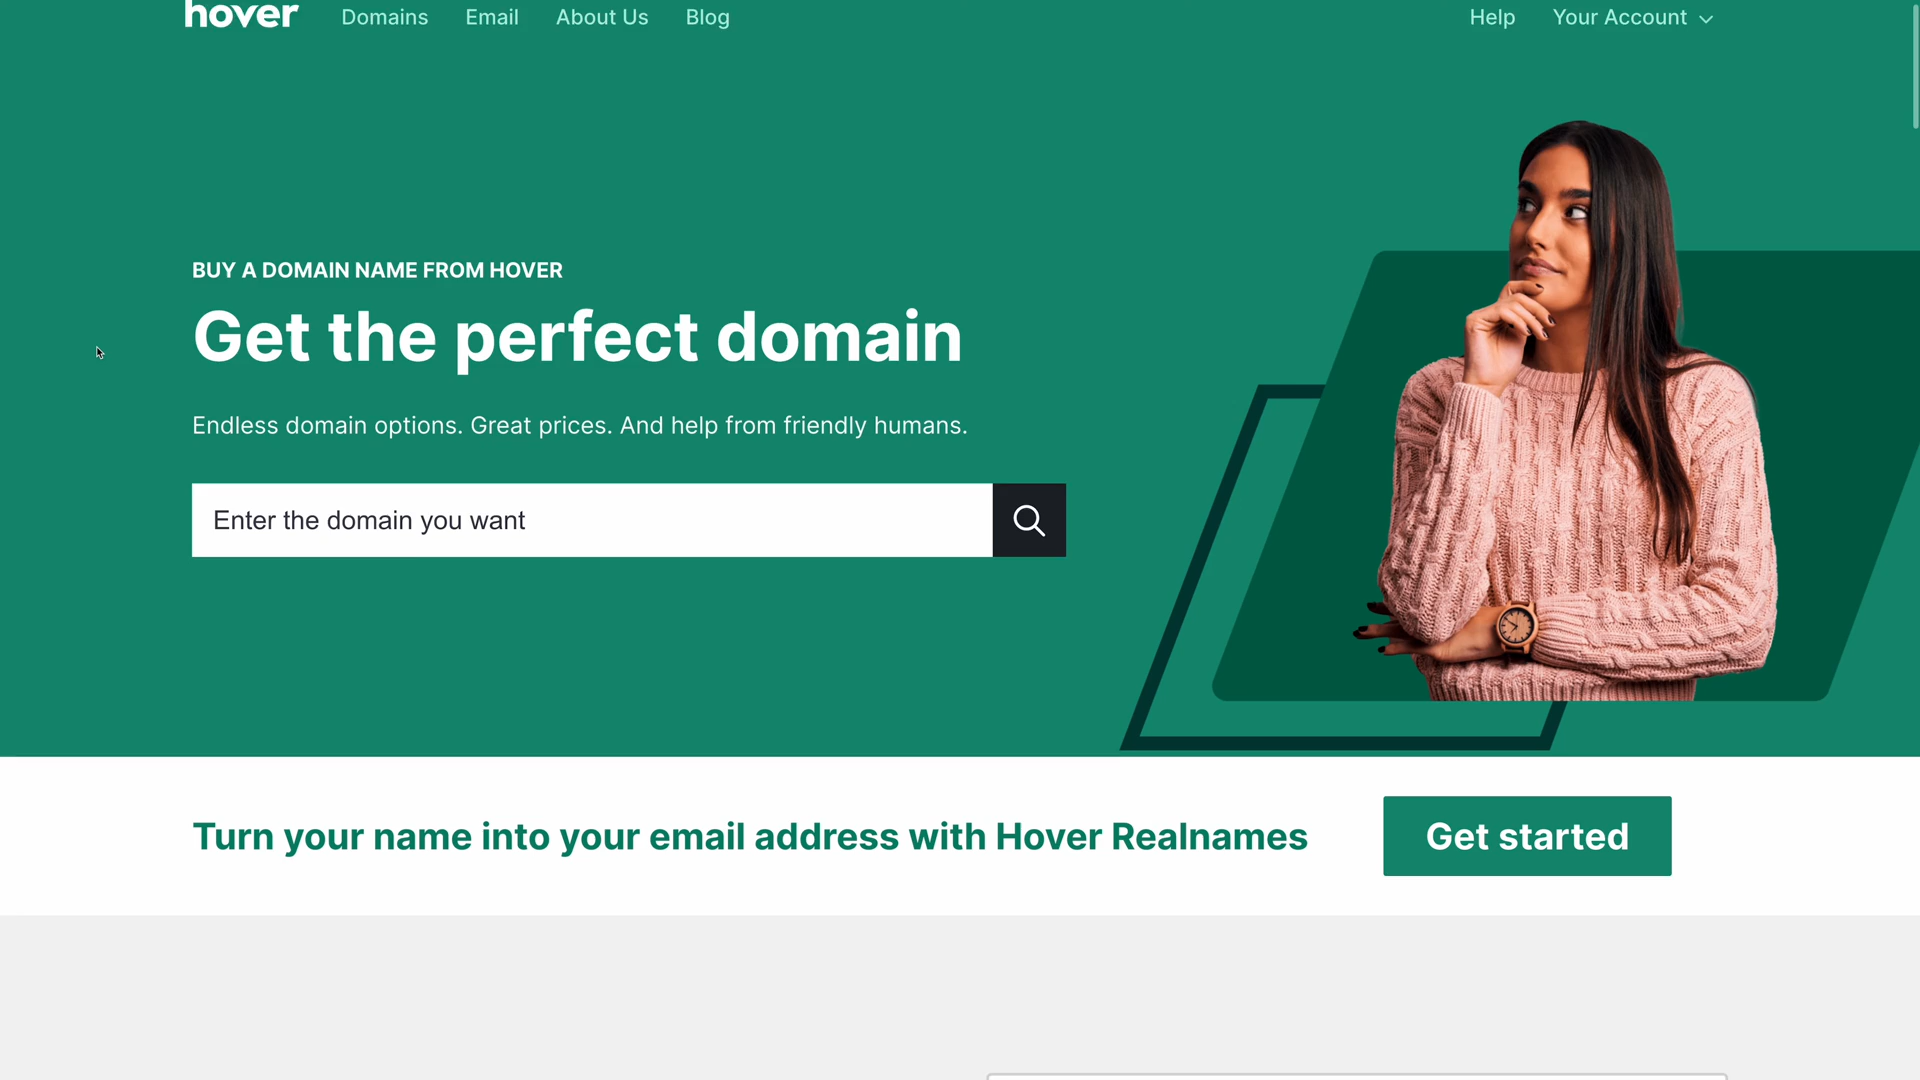 hover
Domains
Email
About Us
Blog
Help
Your Account
BUY A DOMAIN NAME FROM HOVER
Get the perfect domain
Endless domain options. Great prices. And help from friendly humans.
Enter the domain you want
Turn your name into your email address with Hover Realnames
Get started